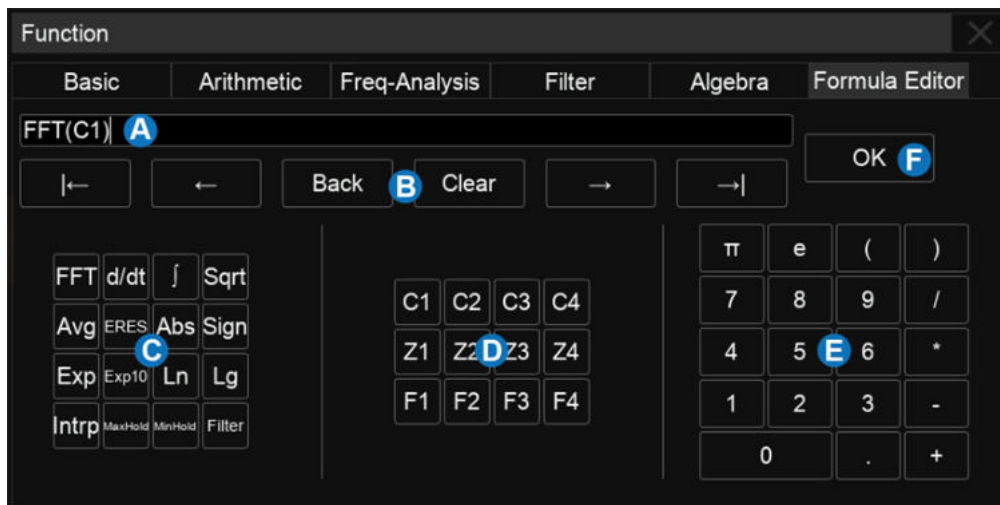 Function
Basic Arithmetic Freq-Analysis Filter Algebra Formula Editor
FFT(C1) A
OK F
|← ← Back B Clear → →|
π e ( )
FFT d/dt ∫ Sqrt
C1 C2 C3 C4
7 8 9 /
Avg ERES Abs Sign
C
Z1 Z2 D Z3 Z4
4 5 E 6 *
Exp Exp10 Ln Lg
F1 F2 F3 F4
1 2 3 -
Intrp MaxHold MinHold Filter
0 . +